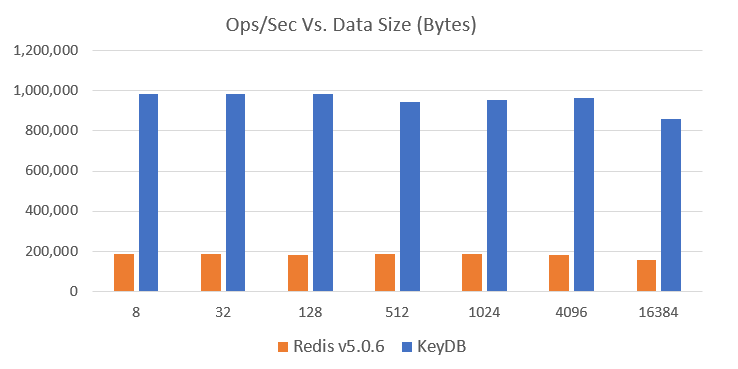 Ops/Sec Vs. Data Size (Bytes)
1,200,000
1,000,000
800,000
600,000
400,000
200,000
0
8 32 128 512 1024 4096 16384
Redis v5.0.6 KeyDB